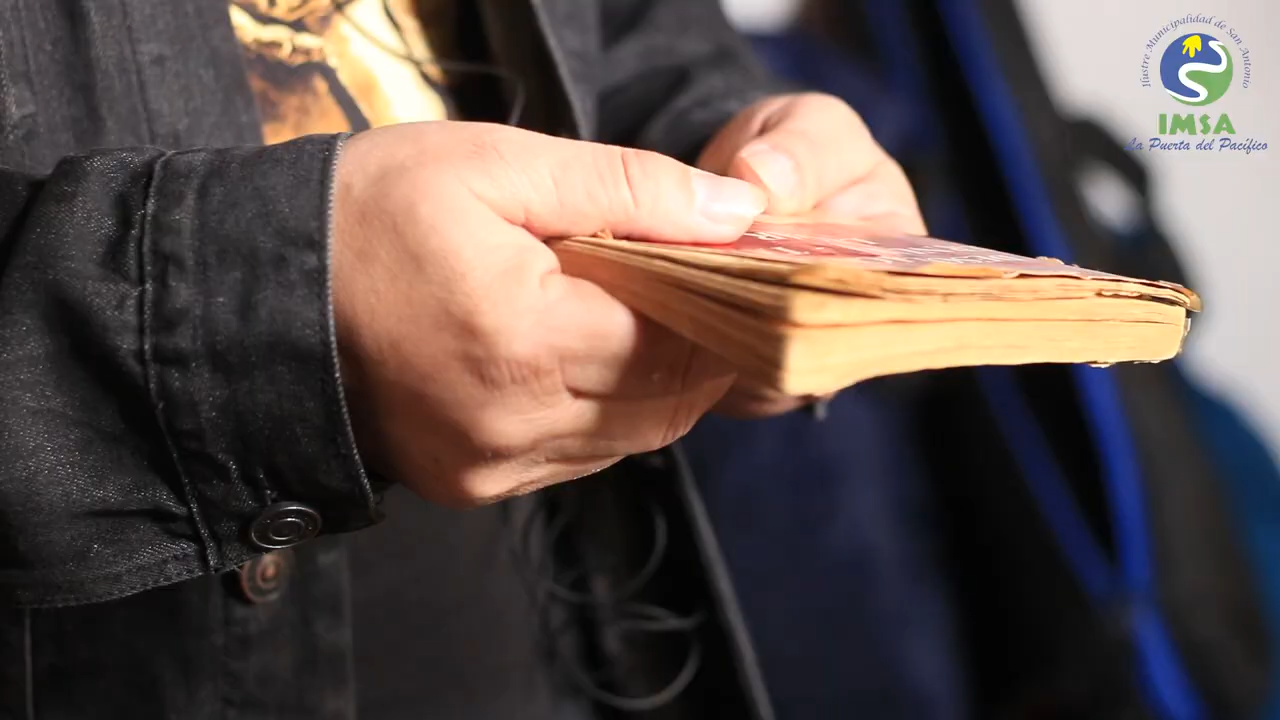 Ilustre Municipalidad de San Antonio
IMSA
La Puerta del Pacífico